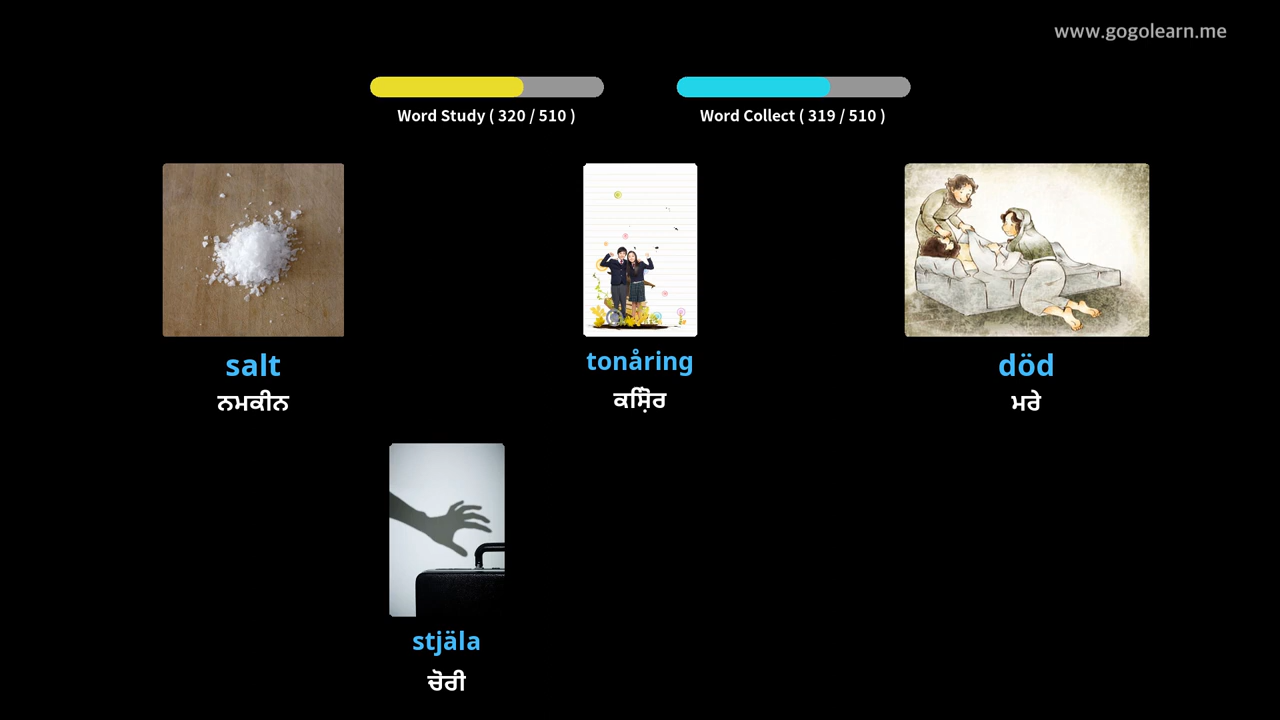 www.gogolearn.me
Word Study ( 320 / 510 )
Word Collect ( 319 / 510 )
salt
ਨਮਕੀਨ
tonåring
ਕਸ਼ਿੋਰ
död
ਮਰੇ
stjäla
ਚੋਰੀ